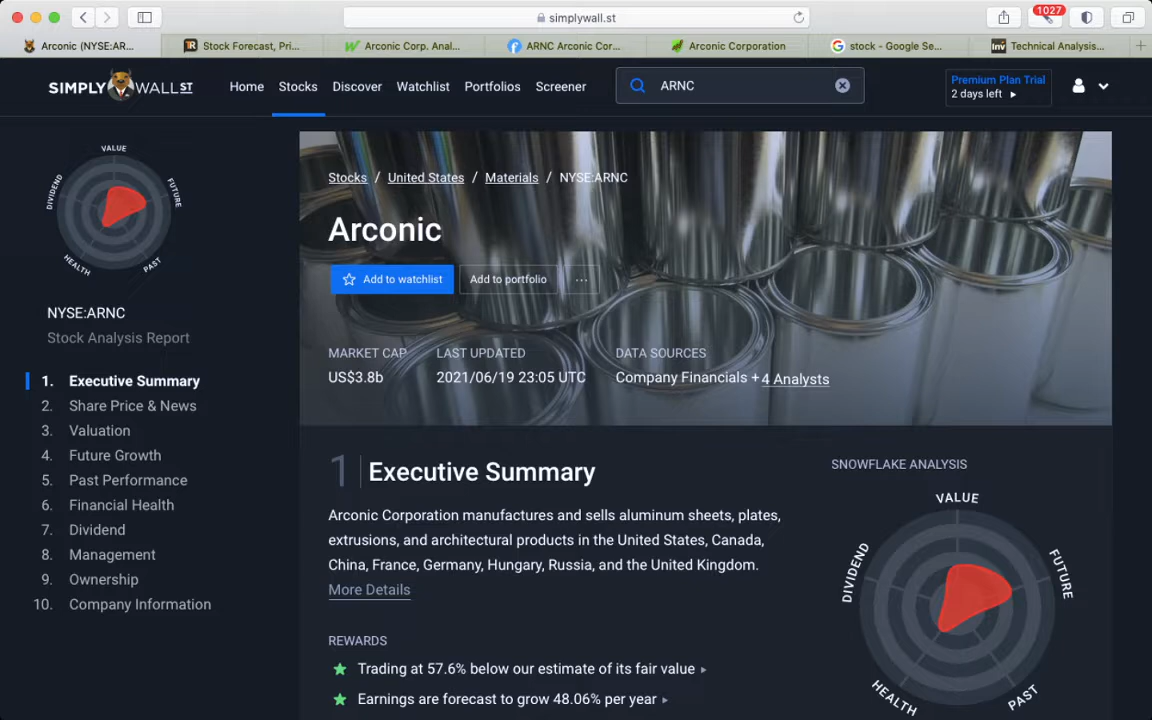 simplywall.st
1027
Arconic (NYSE:AR...
Stock Forecast, Pri...
Arconic Corp. Anal...
ARNC Arconic Cor...
Arconic Corporation
stock - Google Se...
Inv
Technical Analysis...
SIMPLY WALL ST
Home
Stocks
Discover
Watchlist
Portfolios
Screener
ARNC
Premium Plan Trial
2 days left
VALUE
FUTURE
PAST
HEALTH
DIVIDEND
NYSE:ARNC
Stock Analysis Report
1. Executive Summary
2. Share Price & News
3. Valuation
4. Future Growth
5. Past Performance
6. Financial Health
7. Dividend
8. Management
9. Ownership
10. Company Information
Stocks / United States / Materials / NYSE:ARNC
Arconic
Add to watchlist
Add to portfolio
...
MARKET CAP
US$3.8b
LAST UPDATED
2021/06/19 23:05 UTC
DATA SOURCES
Company Financials + 4 Analysts
1 Executive Summary
Arconic Corporation manufactures and sells aluminum sheets, plates,
extrusions, and architectural products in the United States, Canada,
China, France, Germany, Hungary, Russia, and the United Kingdom.
More Details
REWARDS
Trading at 57.6% below our estimate of its fair value
Earnings are forecast to grow 48.06% per year
SNOWFLAKE ANALYSIS
VALUE
FUTURE
PAST
HEALTH
DIVIDEND